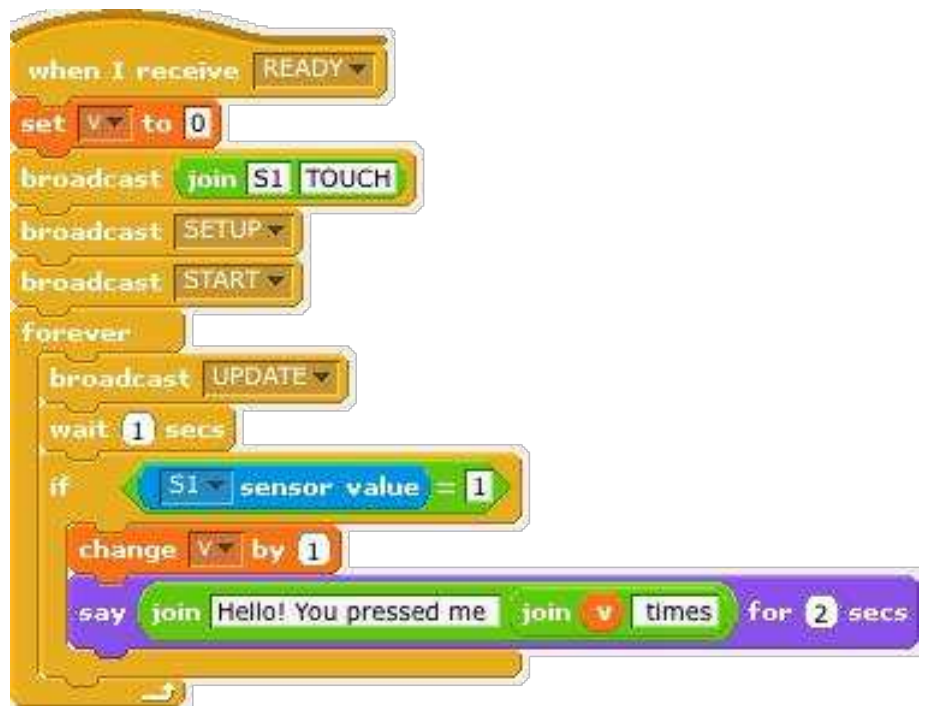 when I receive READY
set v to 0
broadcast join S1 TOUCH
broadcast SETUP
broadcast START
forever
broadcast UPDATE
wait 1 secs
if S1 sensor value = 1
change v by 1
say join Hello! You pressed me join v times for 2 secs